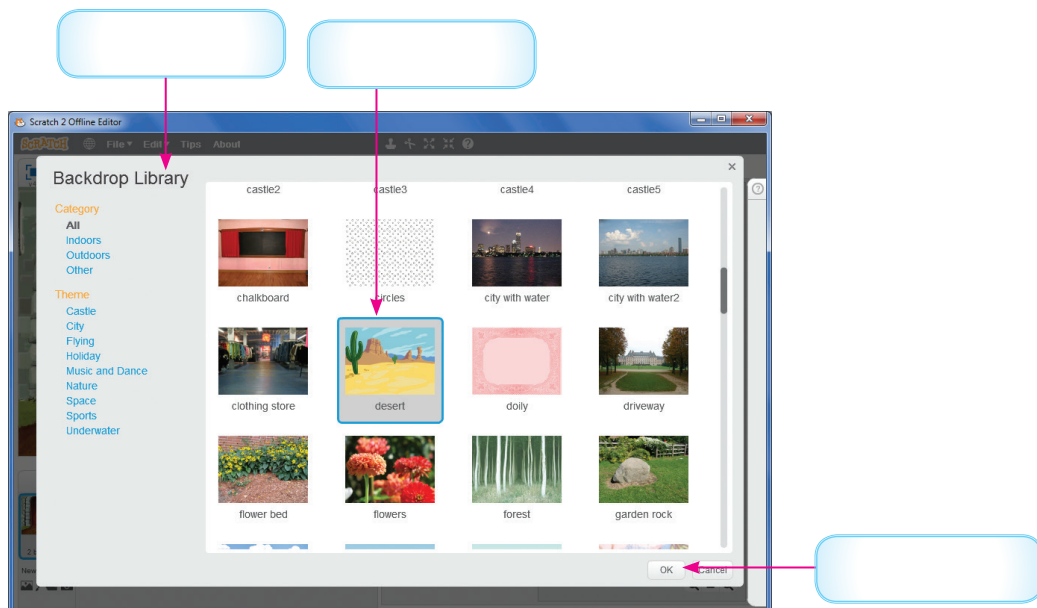 Scratch 2 Offline Editor
SCRATCH File Edit Tips About
Backdrop Library
castle2 castle3 castle4 castle5
Category
All
Indoors
Outdoors
Other
Theme
Castle
City
Flying
Holiday
Music and Dance
Nature
Space
Sports
Underwater
chalkboard circles city with water city with water2
clothing store desert doily driveway
flower bed flowers forest garden rock
OK Cancel
New